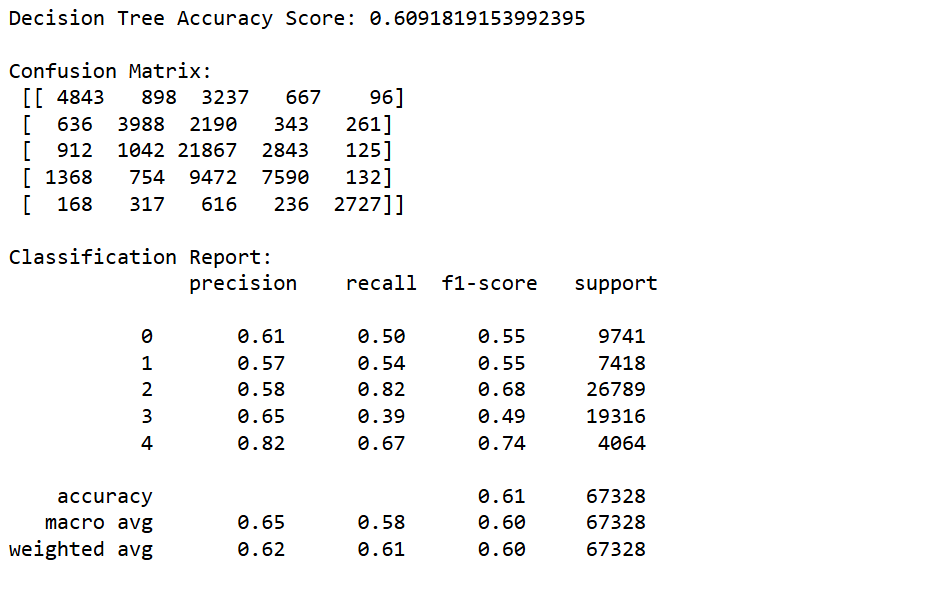 Decision Tree Accuracy Score: 0.6091819153992395
Confusion Matrix:
[[ 4843 898 3237 667 96]
[ 636 3988 2190 343 261]
[ 912 1042 21867 2843 125]
[ 1368 754 9472 7590 132]
[ 168 317 616 236 2727]]
Classification Report:
precision recall f1-score support
0 0.61 0.50 0.55 9741
1 0.57 0.54 0.55 7418
2 0.58 0.82 0.68 26789
3 0.65 0.39 0.49 19316
4 0.82 0.67 0.74 4064
accuracy 0.61 67328
macro avg 0.65 0.58 0.60 67328
weighted avg 0.62 0.61 0.60 67328